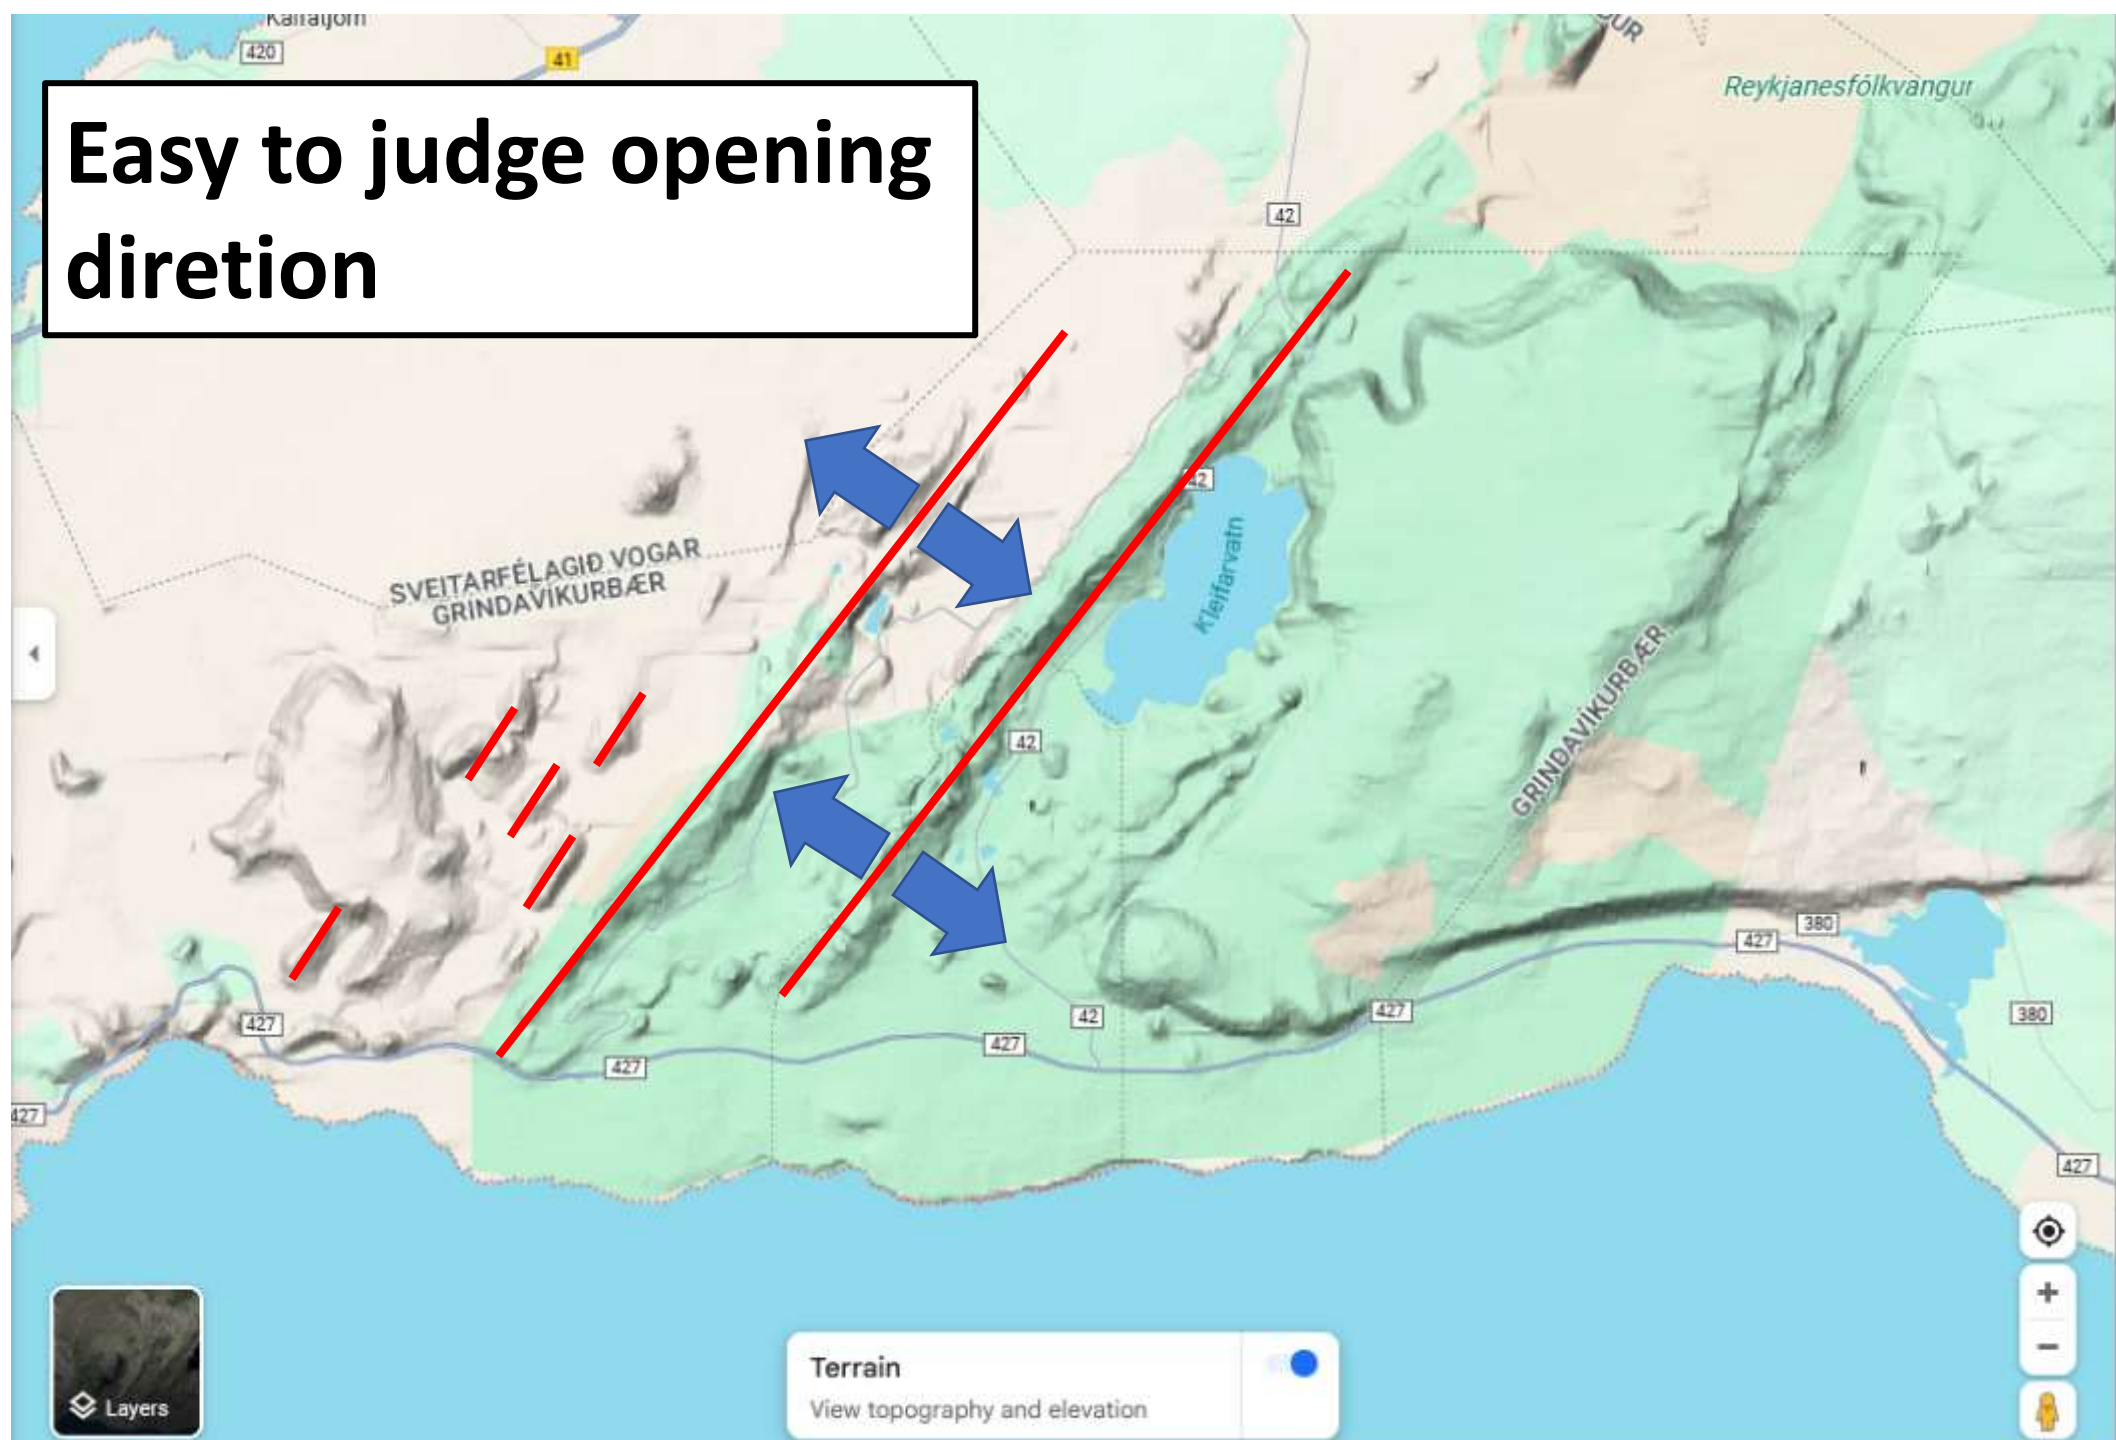 420
41
Easy to judge opening
diretion
Reykjanesfólkvangur
42
42
SVEITARFÉLAGIÐ VOGAR
GRINDAVÍKURBÆR
Kleifarvatn
42
GRINDAVÍKURBÆR
427
427
427
42
427
427
380
380
427
427
Terrain
View topography and elevation
Layers